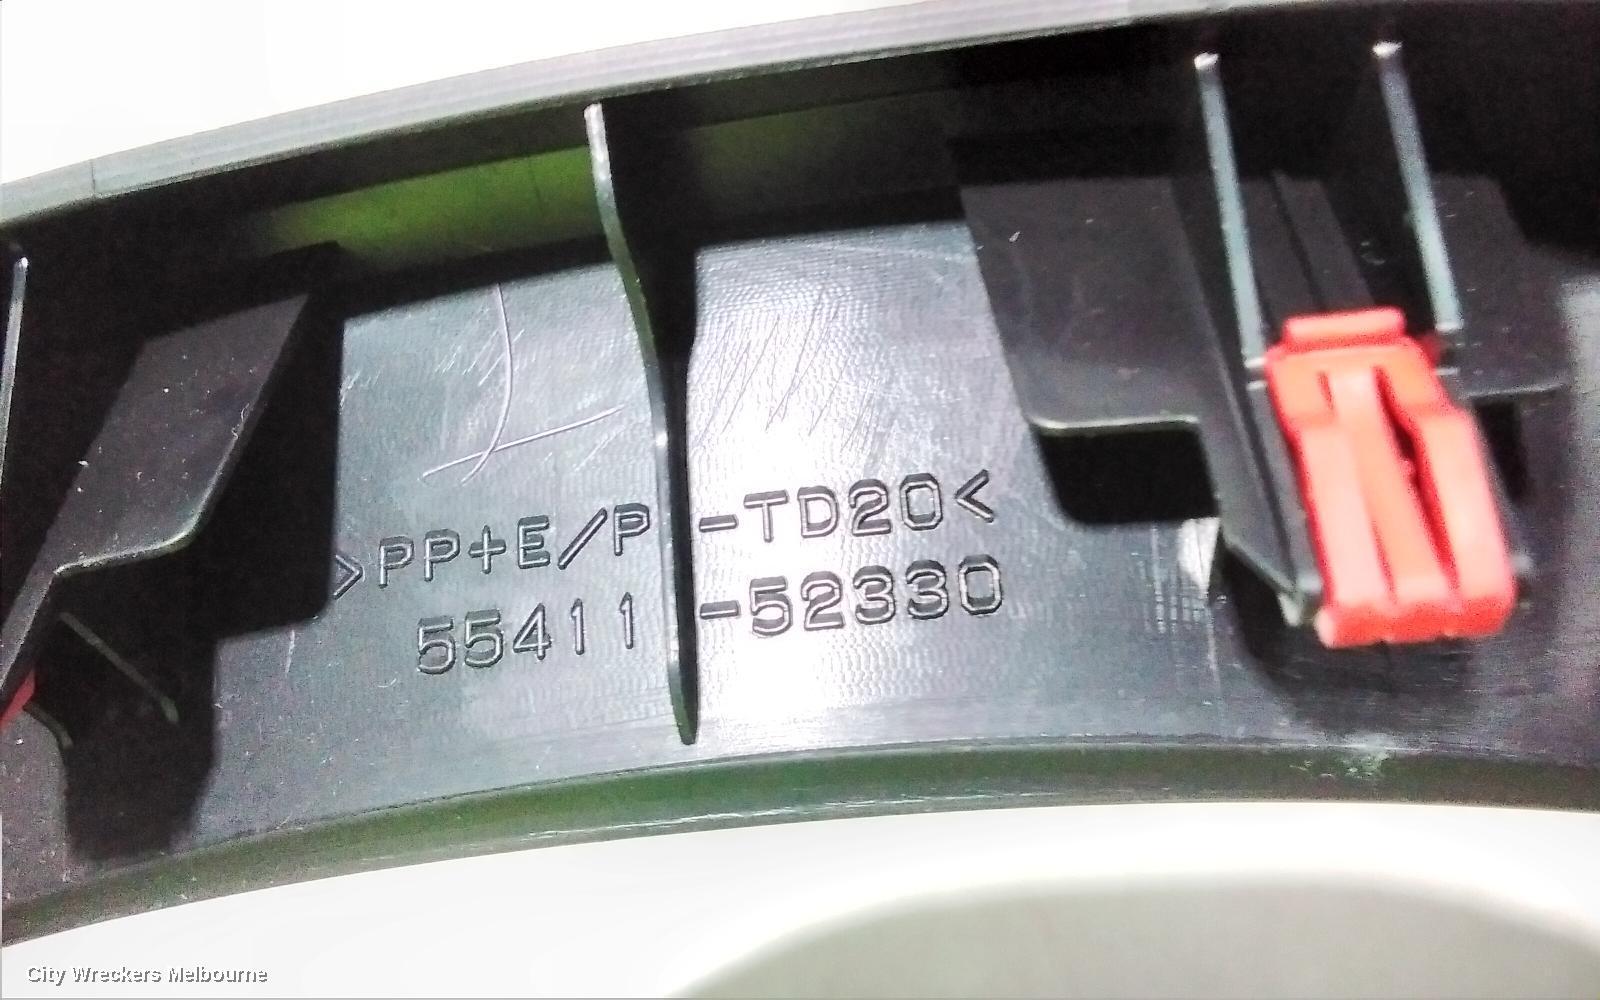 >PP+E/P-TD20<
55411-52330
City Wreckers Melbourne